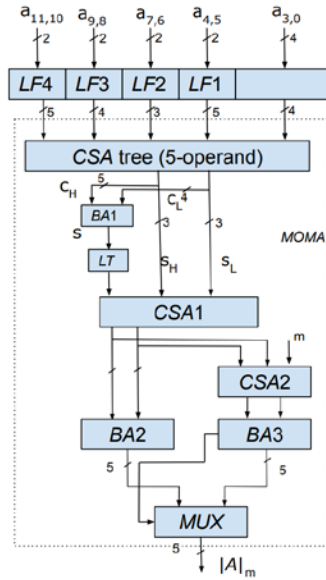 a11,10 a9,8 a7,6 a4,5 a3,0
2 2 2 2 4
LF4 LF3 LF2 LF1
5 4 3 5 4
CSA tree (5-operand)
CH 5 CL 4
BA1
S 3 3
LT MOMA
SH SL
CSA1
m
CSA2
BA2 BA3
5 5
MUX
5
|A|m